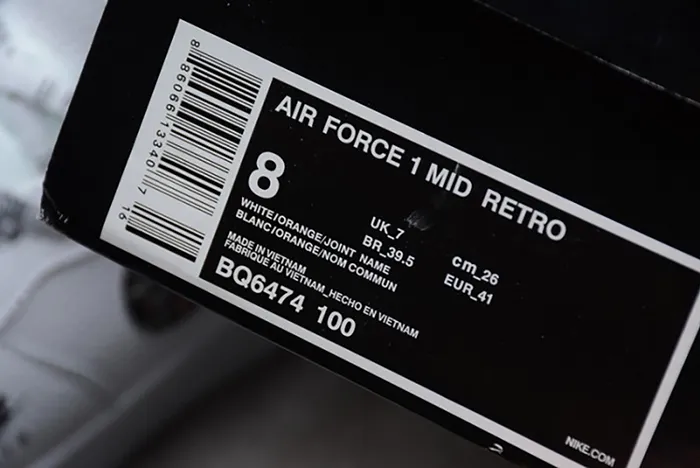 AIR FORCE 1 MID RETRO
8
UK_7
cm_26
BR_39.5
EUR_41
WHITE/ORANGE/JOINT NAME
BLANC/ORANGE/NOM COMMUN
MADE IN VIETNAM
FABRIQUE AU VIETNAM_HECHO EN VIETNAM
BQ6474 100
NIKE.COM
8 86066 13340 7
16